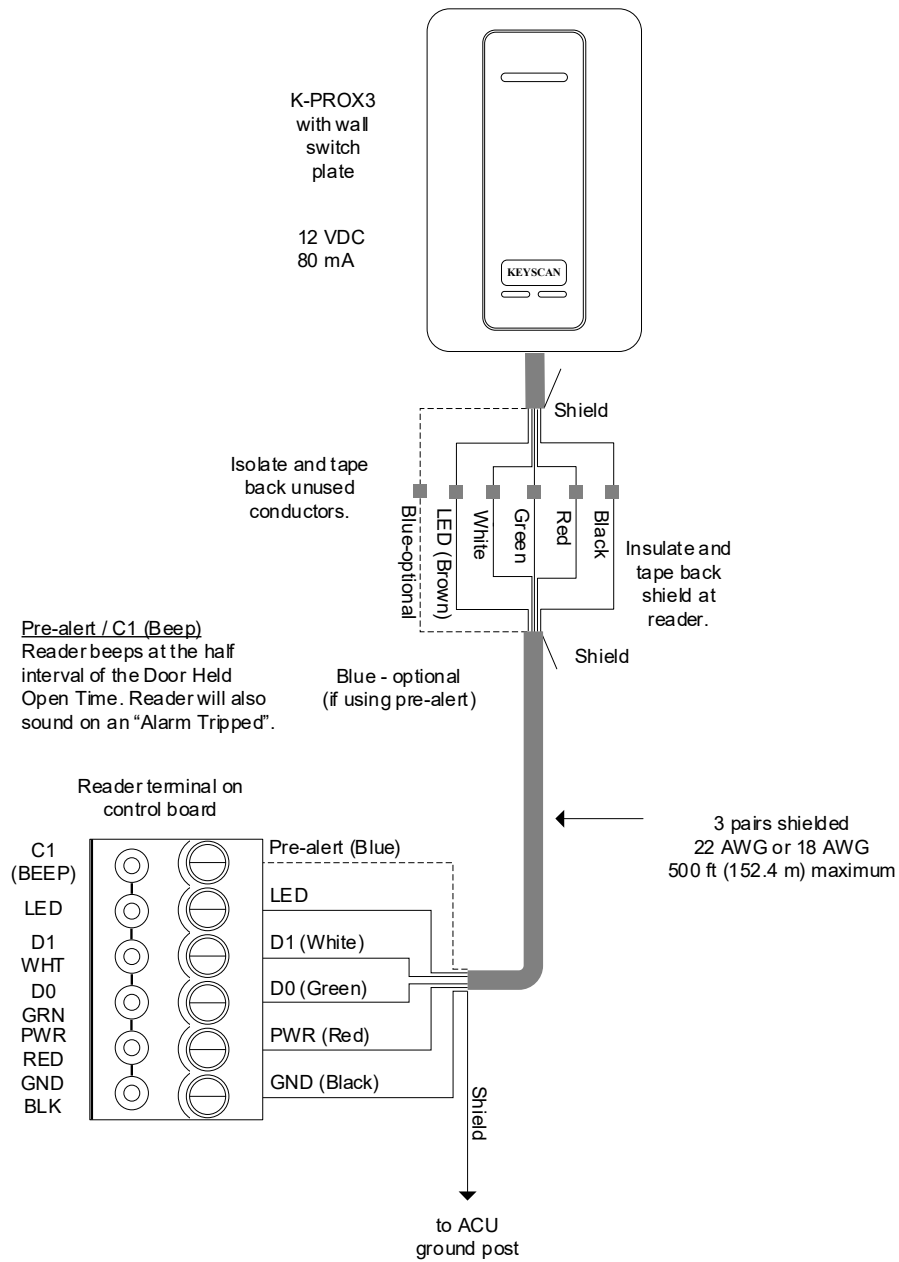 K-PROX3
with wall
switch
plate
12 VDC
80 mA
KEYSCAN
Shield
Isolate and tape
back unused
conductors.
Blue-optional
LED (Brown)
White
Green
Red
Black
Insulate and
tape back
shield at
reader.
Shield
Pre-alert / C1 (Beep)
Reader beeps at the half
interval of the Door Held
Open Time. Reader will also
sound on an “Alarm Tripped”.
Blue - optional
(if using pre-alert)
Reader terminal on
control board
3 pairs shielded
22 AWG or 18 AWG
500 ft (152.4 m) maximum
C1
(BEEP)
LED
D1
WHT
D0
GRN
PWR
RED
GND
BLK
Pre-alert (Blue)
LED
D1 (White)
D0 (Green)
PWR (Red)
GND (Black)
Shield
to ACU
ground post